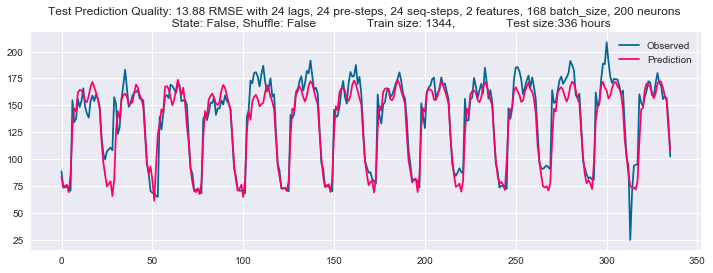 Test Prediction Quality: 13.88 RMSE with 24 lags, 24 pre-steps, 24 seq-steps, 2 features, 168 batch_size, 200 neurons
State: False, Shuffle: False Train size: 1344, Test size:336 hours
Observed
Prediction
200
175
150
125
100
75
50
25
0 50 100 150 200 250 300 350